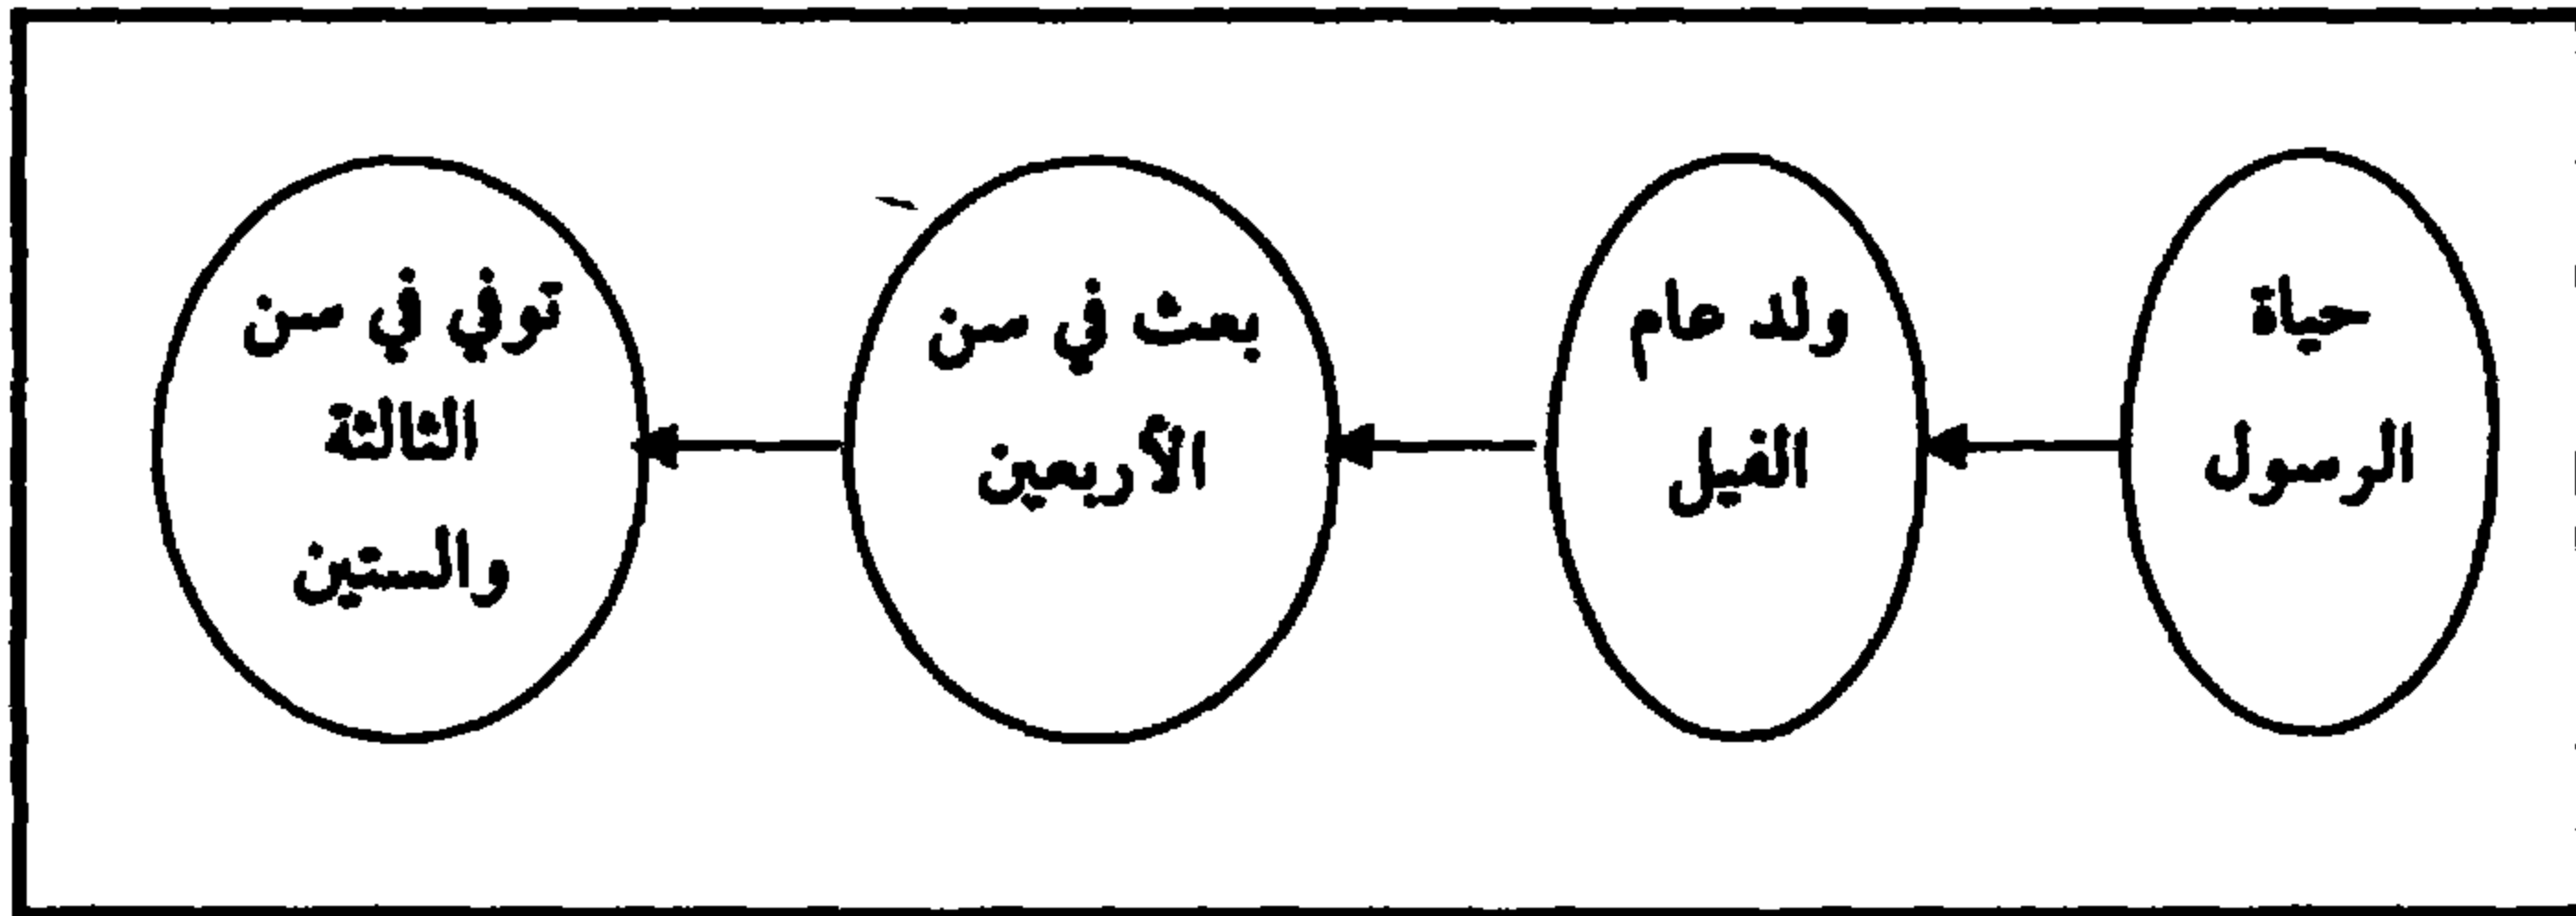 حياة
الرسول
ولد عام
الفيل
بعث في سن
الأربعين
توفي في سن
الثالثة
والستين